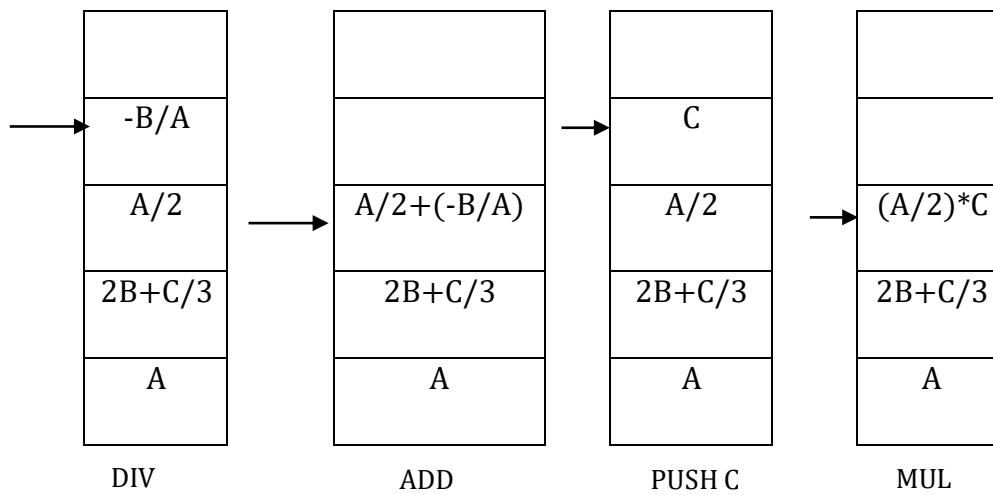 -B/A C
A/2 A/2+(-B/A) A/2 (A/2)*C
2B+C/3 2B+C/3 2B+C/3 2B+C/3
A A A A
DIV ADD PUSH C MUL